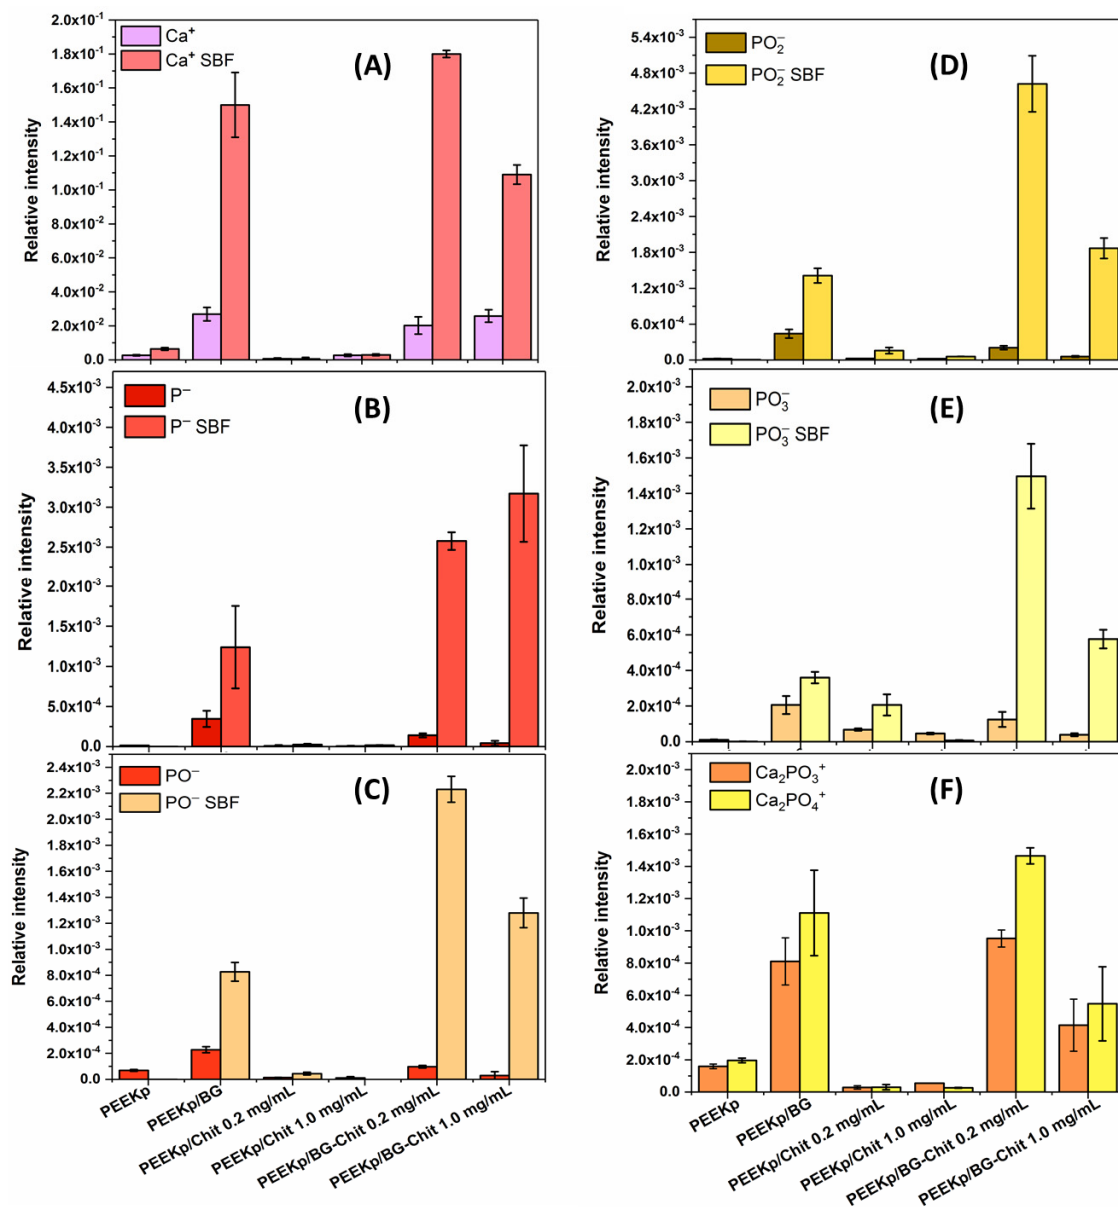 Ca⁺
Ca⁺ SBF
(A)
Relative intensity
2.0x10⁻¹
1.8x10⁻¹
1.6x10⁻¹
1.4x10⁻¹
1.2x10⁻¹
1.0x10⁻¹
8.0x10⁻²
6.0x10⁻²
4.0x10⁻²
2.0x10⁻²
0.0
P⁻
P⁻ SBF
(B)
Relative intensity
4.5x10⁻³
4.0x10⁻³
3.5x10⁻³
3.0x10⁻³
2.5x10⁻³
2.0x10⁻³
1.5x10⁻³
1.0x10⁻³
5.0x10⁻⁴
0.0
PO⁻
PO⁻ SBF
(C)
Relative intensity
2.4x10⁻³
2.2x10⁻³
2.0x10⁻³
1.8x10⁻³
1.6x10⁻³
1.4x10⁻³
1.2x10⁻³
1.0x10⁻³
8.0x10⁻⁴
6.0x10⁻⁴
4.0x10⁻⁴
2.0x10⁻⁴
0.0
PEEKp
PEEKp/BG
PEEKp/Chit 0.2 mg/mL
PEEKp/Chit 1.0 mg/mL
PEEKp/BG-Chit 0.2 mg/mL
PEEKp/BG-Chit 1.0 mg/mL
PO₂⁻
PO₂⁻ SBF
(D)
Relative intensity
5.4x10⁻³
4.8x10⁻³
4.2x10⁻³
3.6x10⁻³
3.0x10⁻³
2.4x10⁻³
1.8x10⁻³
1.2x10⁻³
6.0x10⁻⁴
0.0
PO₃⁻
PO₃⁻ SBF
(E)
Relative intensity
2.0x10⁻³
1.8x10⁻³
1.6x10⁻³
1.4x10⁻³
1.2x10⁻³
1.0x10⁻³
8.0x10⁻⁴
6.0x10⁻⁴
4.0x10⁻⁴
2.0x10⁻⁴
0.0
Ca₂PO₃⁺
Ca₂PO₄⁺
(F)
Relative intensity
2.0x10⁻³
1.8x10⁻³
1.6x10⁻³
1.4x10⁻³
1.2x10⁻³
1.0x10⁻³
8.0x10⁻⁴
6.0x10⁻⁴
4.0x10⁻⁴
2.0x10⁻⁴
0.0
PEEKp
PEEKp/BG
PEEKp/Chit 0.2 mg/mL
PEEKp/Chit 1.0 mg/mL
PEEKp/BG-Chit 0.2 mg/mL
PEEKp/BG-Chit 1.0 mg/mL